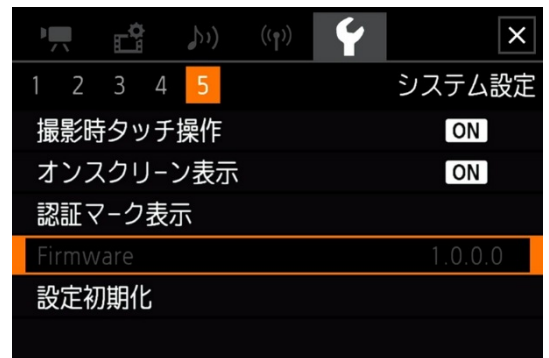 ×
1 2 3 4 5 システム設定
撮影時タッチ操作 ON
オンスクリーン表示 ON
認証マーク表示
Firmware 1.0.0.0
設定初期化